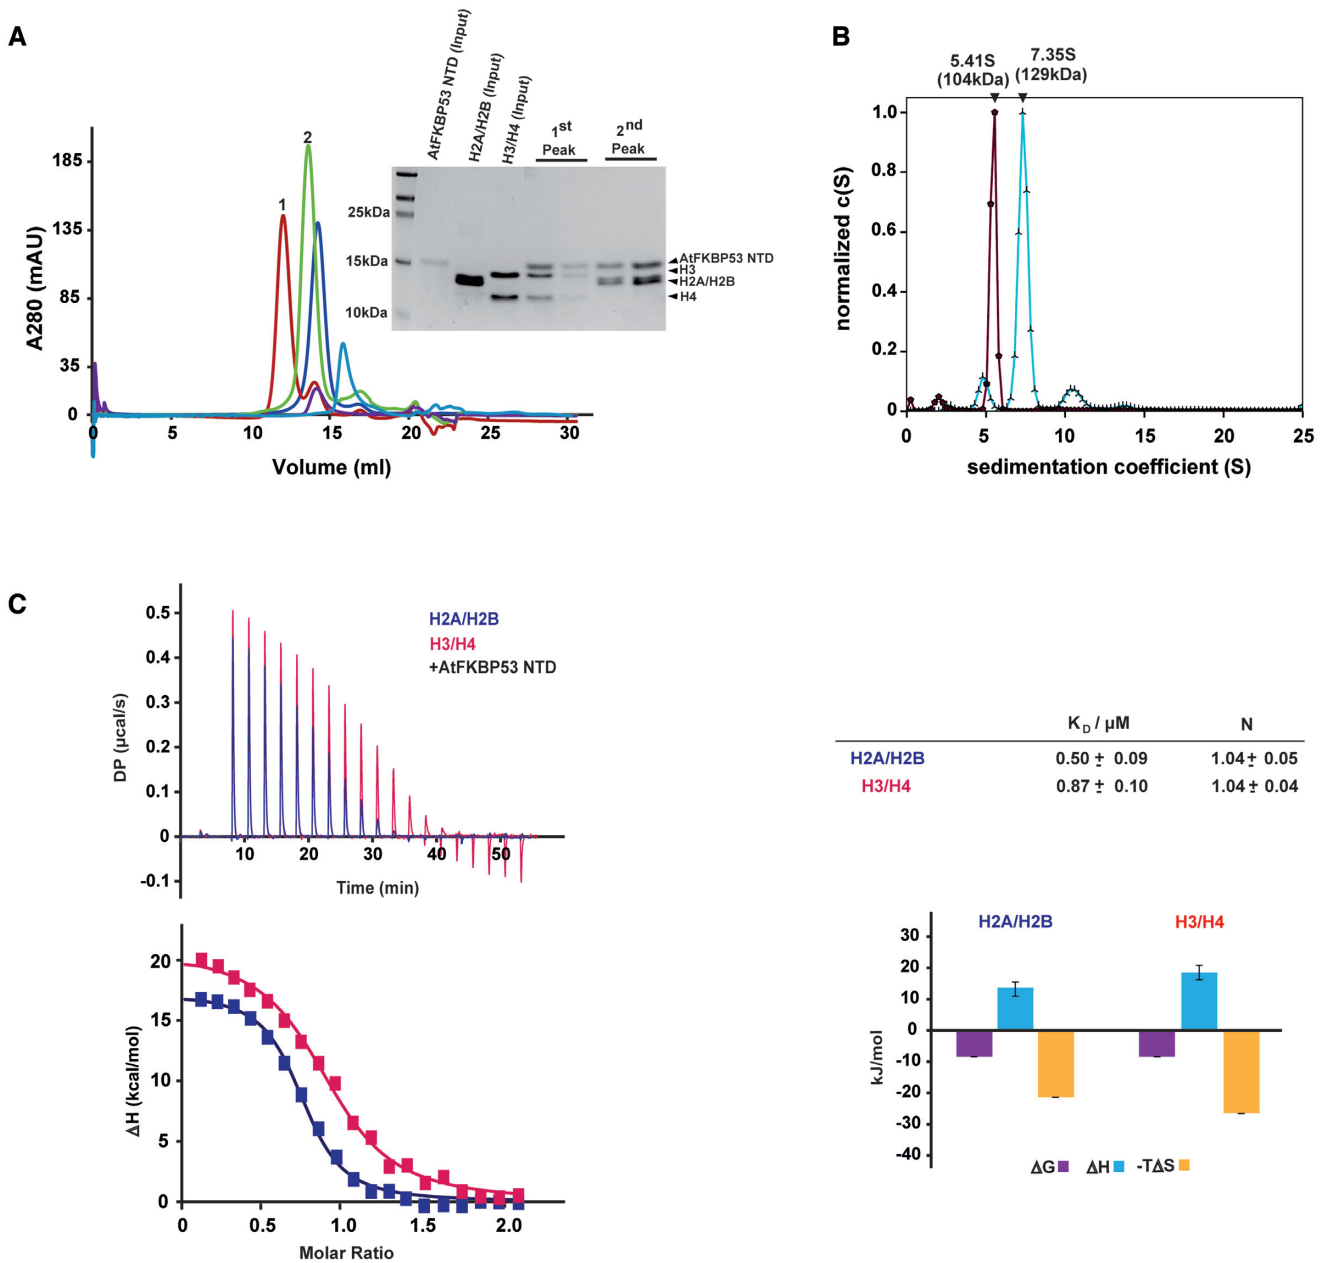 A
AtFKBP53 NTD (Input)
H2A/H2B (Input)
H3/H4 (Input)
1st
Peak
2nd
Peak
A280 (mAU)
185
135
85
35
0
1
2
25kDa
15kDa
10kDa
AtFKBP53 NTD
H3
H2A/H2B
H4
0 5 10 15 20 25 30
Volume (ml)
B
5.41S
(104kDa)
7.35S
(129kDa)
normalized c(S)
1.0
0.8
0.6
0.4
0.2
0
0 5 10 15 20 25
sedimentation coefficient (S)
C
H2A/H2B
H3/H4
+AtFKBP53 NTD
DP (µcal/s)
0.5
0.4
0.3
0.2
0.1
0
-0.1
10 20 30 40 50
Time (min)
ΔH (kcal/mol)
20
15
10
5
0
0 0.5 1.0 1.5 2.0
Molar Ratio
KD / µM N
H2A/H2B 0.50 ± 0.09 1.04± 0.05
H3/H4 0.87 ± 0.10 1.04± 0.04
H2A/H2B H3/H4
kJ/mol
30
20
10
0
-10
-20
-30
-40
ΔG ΔH -TΔS